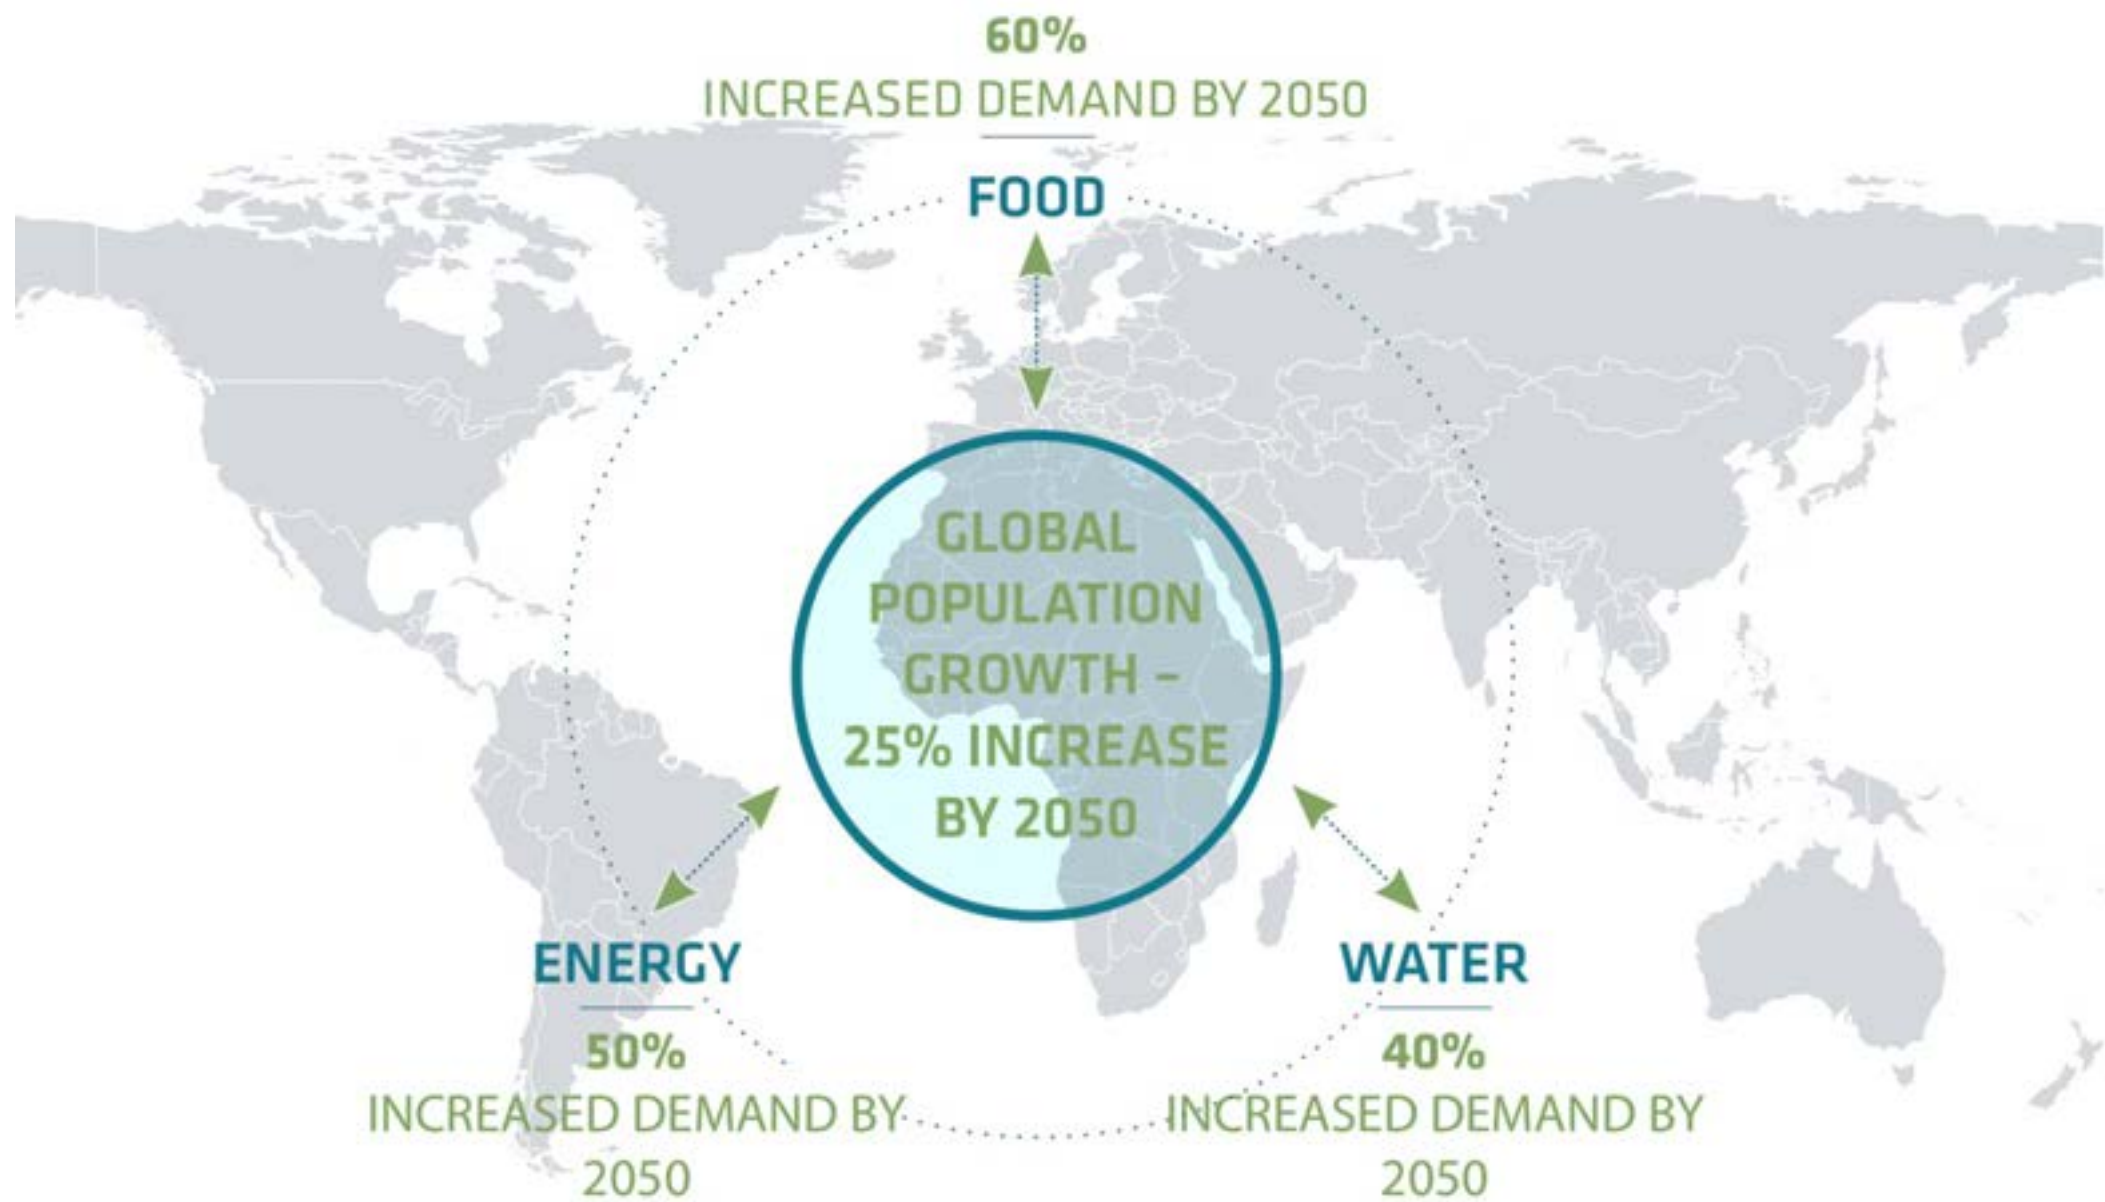 60%
INCREASED DEMAND BY 2050
FOOD
GLOBAL
POPULATION
GROWTH –
25% INCREASE
BY 2050
ENERGY
50%
INCREASED DEMAND BY
2050
WATER
40%
INCREASED DEMAND BY
2050